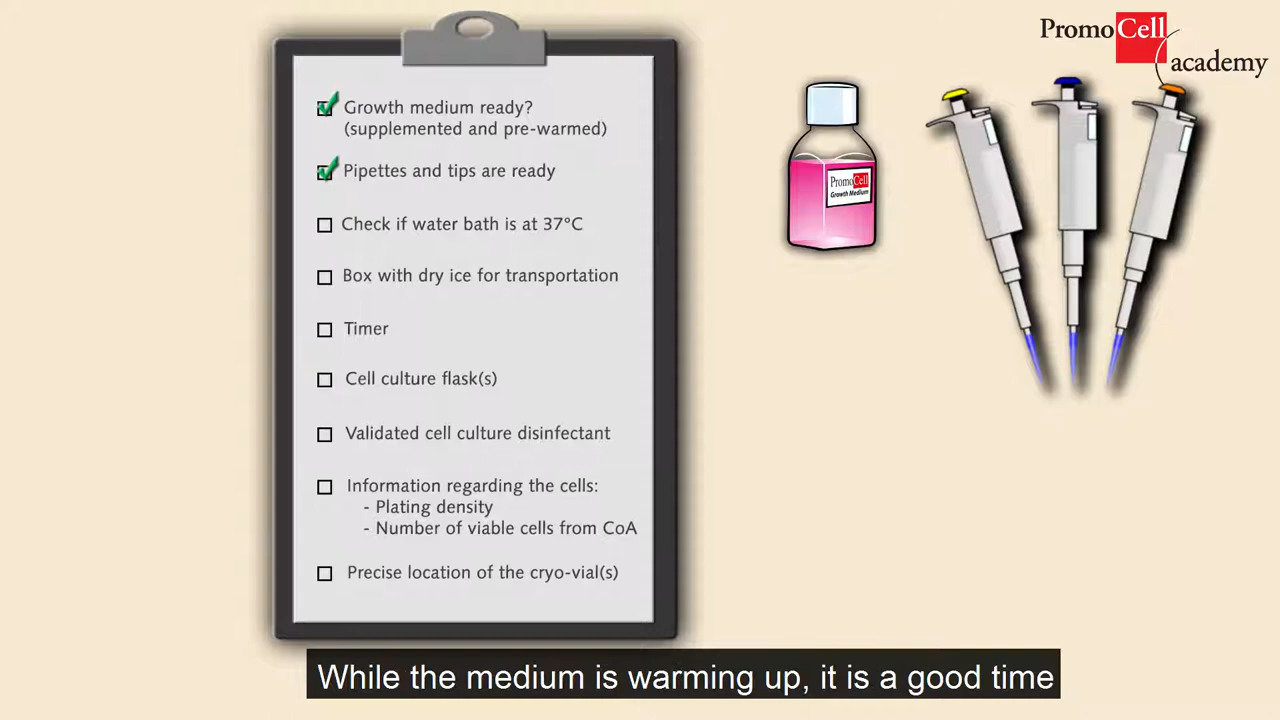 Promo Cell
academy
Growth medium ready?
(supplemented and pre-warmed)
Pipettes and tips are ready
Check if water bath is at 37°C
Box with dry ice for transportation
Timer
Cell culture flask(s)
Validated cell culture disinfectant
Information regarding the cells:
- Plating density
- Number of viable cells from CoA
Precise location of the cryo-vial(s)
PromoCell
Growth Medium
While the medium is warming up, it is a good time